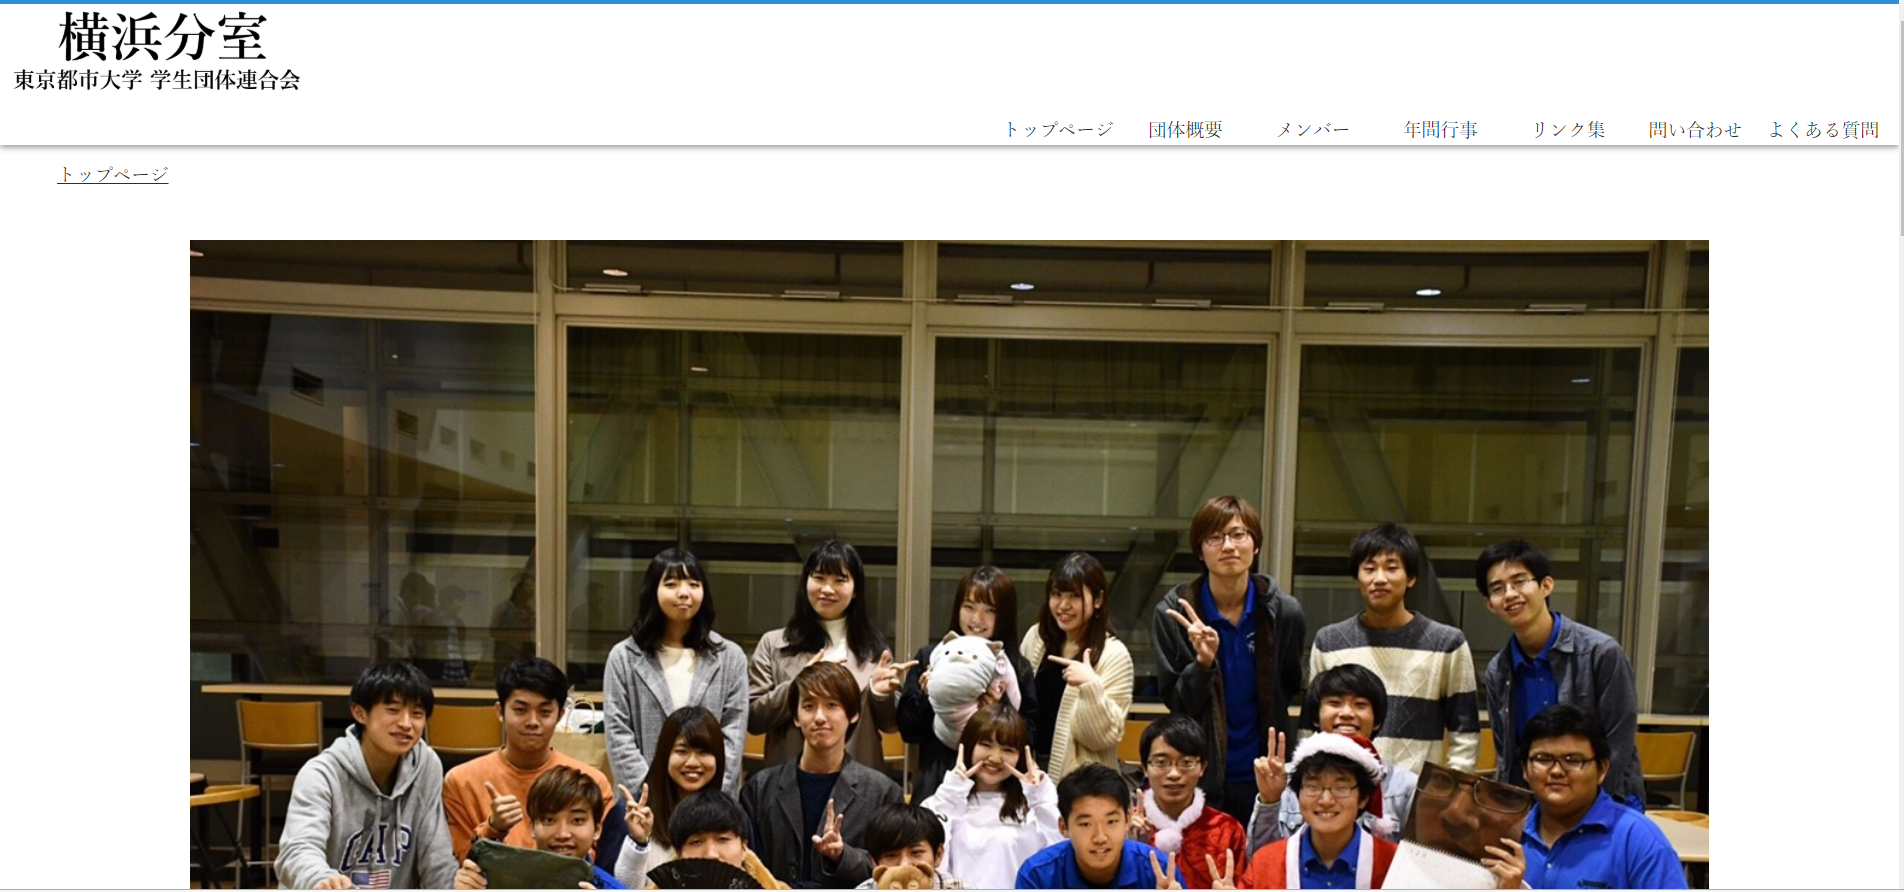 横浜分室
東京都市大学 学生団体連合会
トップページ 団体概要 メンバー 年間行事 リンク集 問い合わせ よくある質問
トップページ
GAP